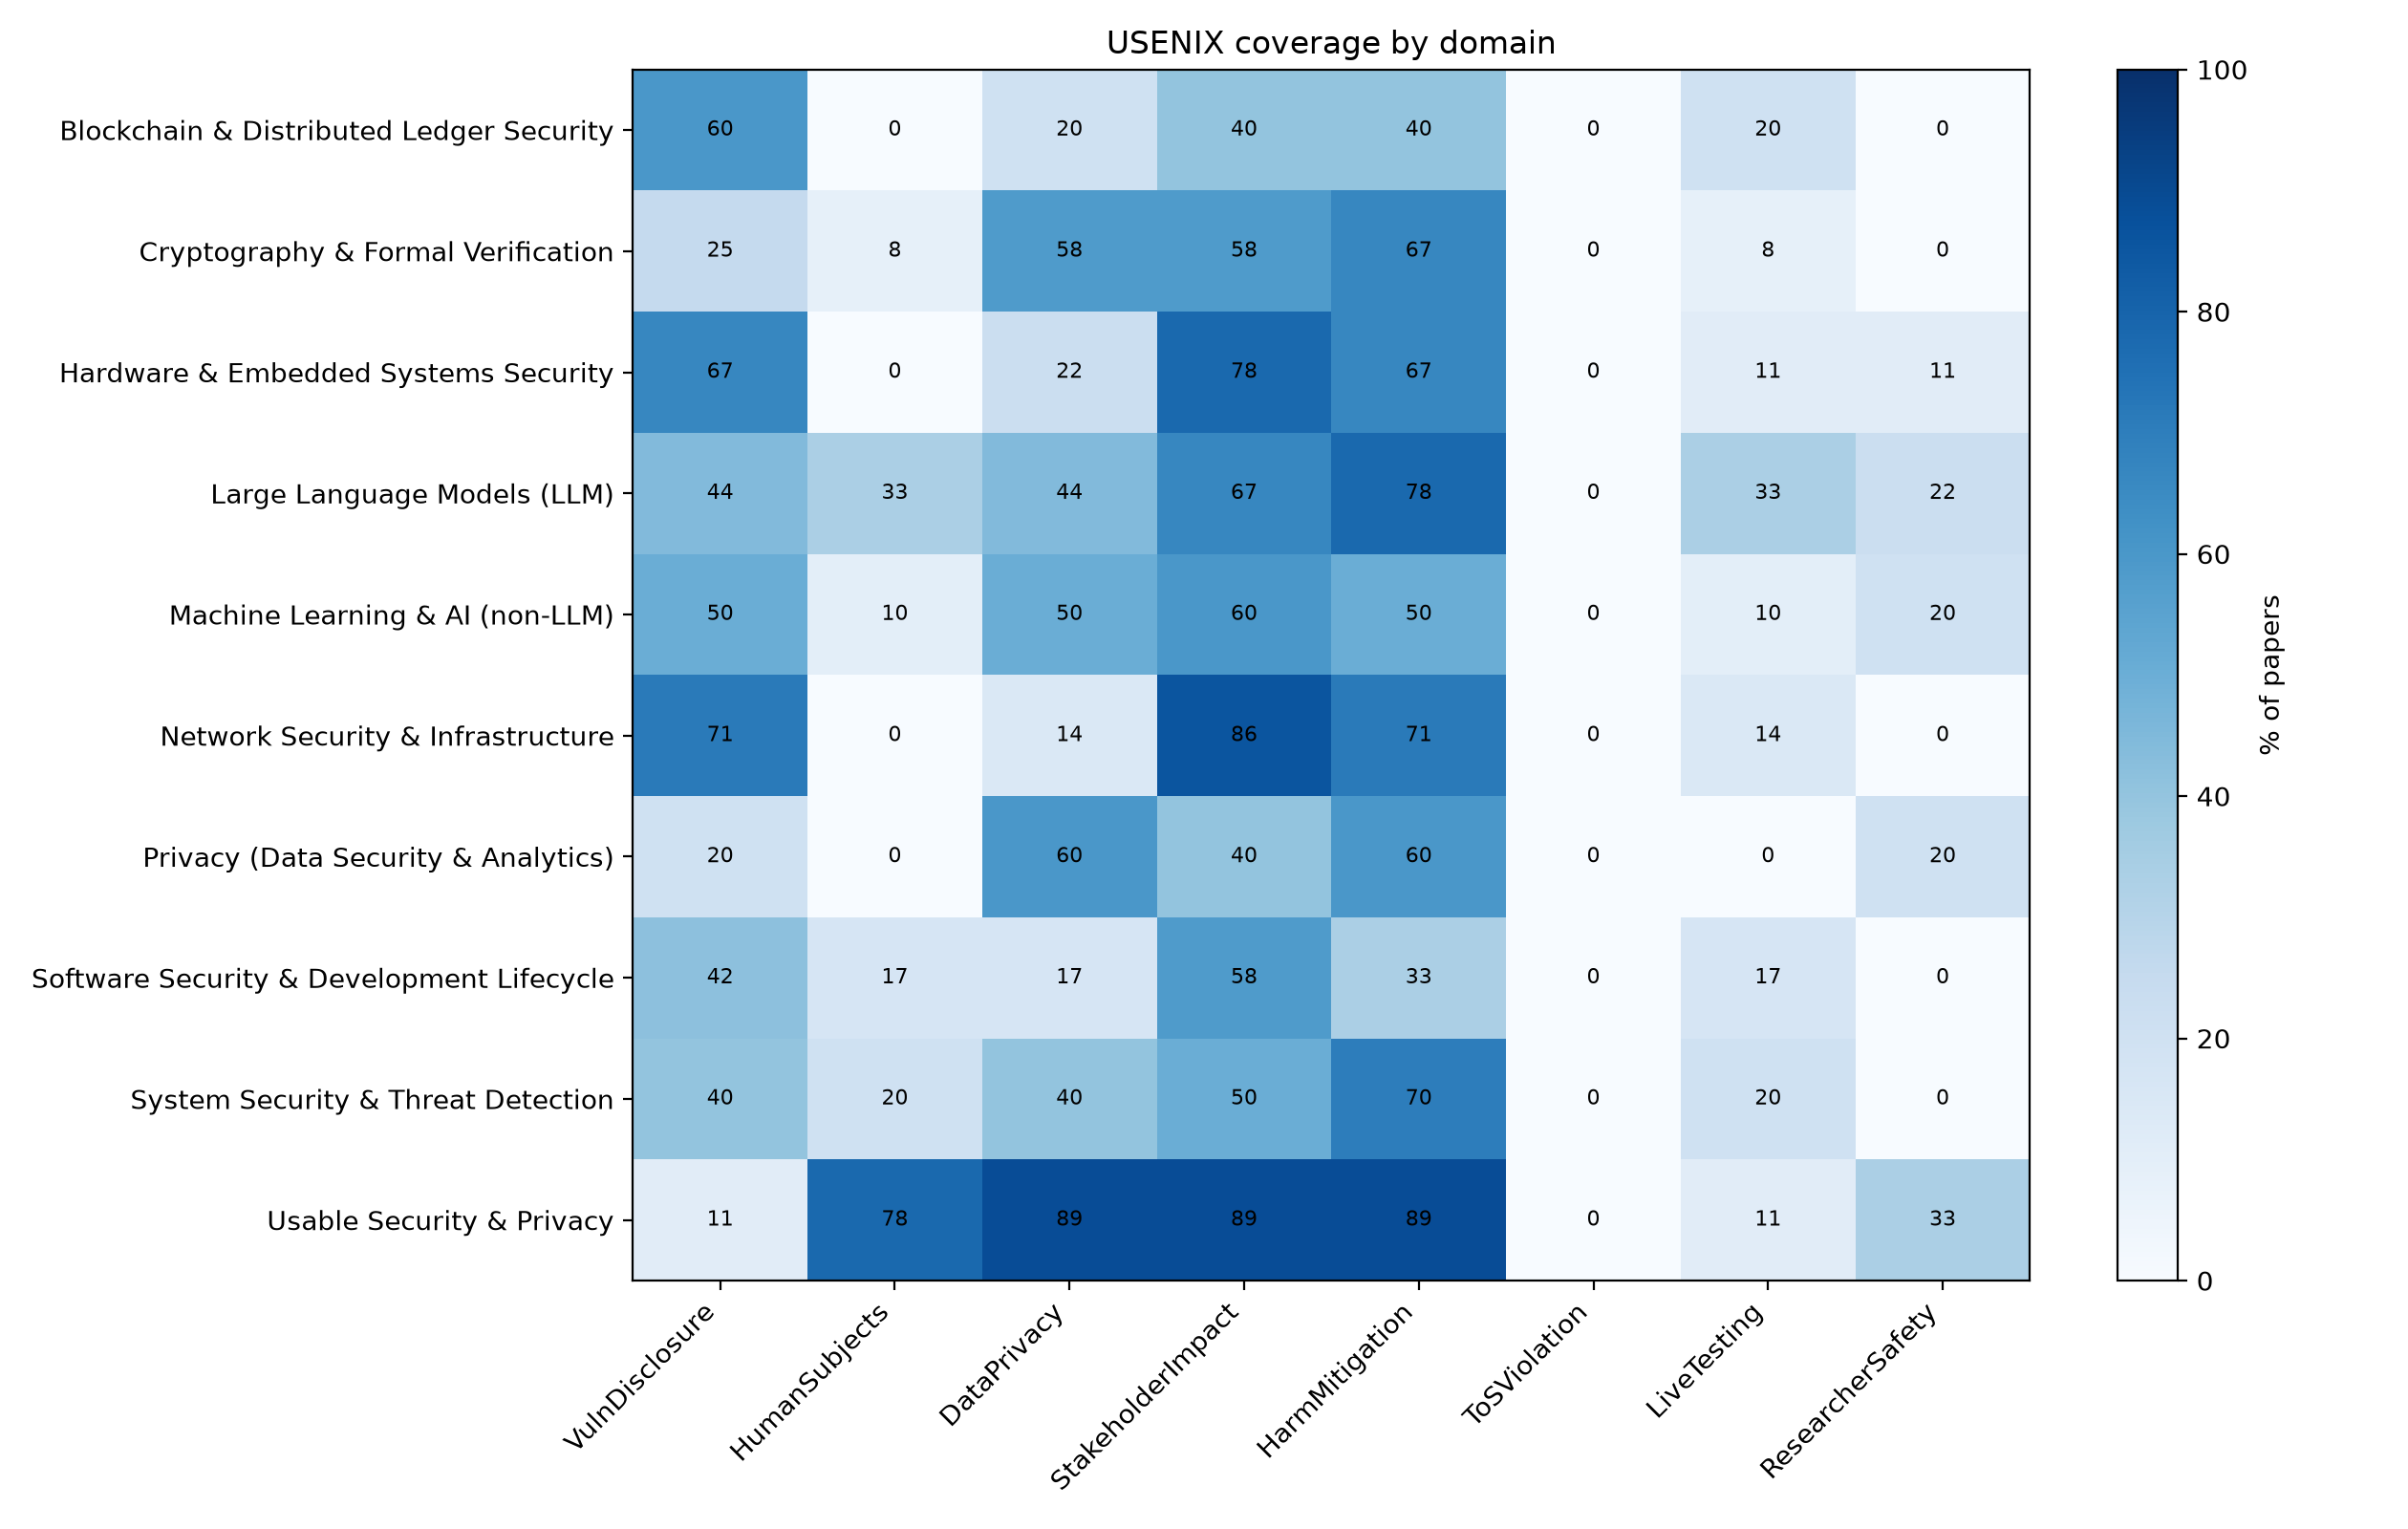 USENIX coverage by domain
Blockchain & Distributed Ledger Security 60 0 20 40 40 0 20 0
Cryptography & Formal Verification 25 8 58 58 67 0 8 0
Hardware & Embedded Systems Security 67 0 22 78 67 0 11 11
Large Language Models (LLM) 44 33 44 67 78 0 33 22
Machine Learning & AI (non-LLM) 50 10 50 60 50 0 10 20
Network Security & Infrastructure 71 0 14 86 71 0 14 0
Privacy (Data Security & Analytics) 20 0 60 40 60 0 0 20
Software Security & Development Lifecycle 42 17 17 58 33 0 17 0
System Security & Threat Detection 40 20 40 50 70 0 20 0
Usable Security & Privacy 11 78 89 89 89 0 11 33
VulnDisclosure
HumanSubjects
DataPrivacy
StakeholderImpact
HarmMitigation
ToSViolation
LiveTesting
ResearcherSafety
100
80
60
40
20
0
% of papers